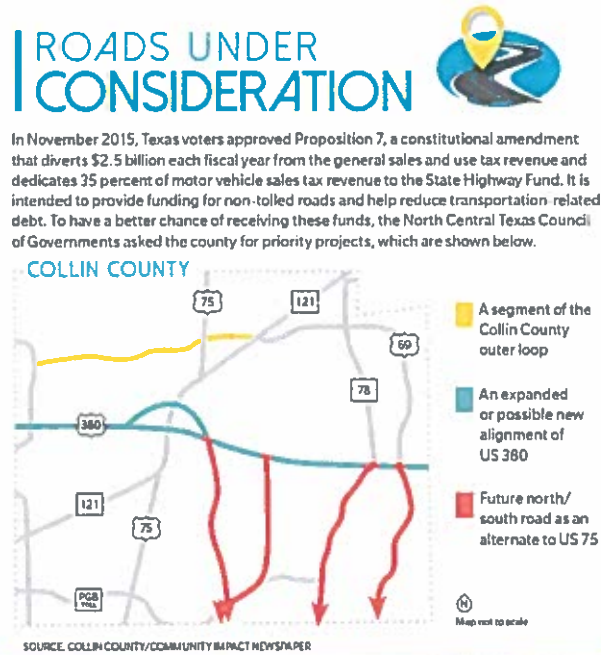 ROADS UNDER
CONSIDERATION
In November 2015, Texas voters approved Proposition 7, a constitutional amendment
that diverts $2.5 billion each fiscal year from the general sales and use tax revenue and
dedicates 35 percent of motor vehicle sales tax revenue to the State Highway Fund. It is
intended to provide funding for non-tolled roads and help reduce transportation-related
debt. To have a better chance of receiving these funds, the North Central Texas Council
of Governments asked the county for priority projects, which are shown below.
COLLIN COUNTY
75
121
69
78
380
121
75
PGB
TOLL
A segment of the
Collin County
outer loop
An expanded
or possible new
alignment of
US 380
Future north/
south road as an
alternate to US 75
N
Map not to scale
SOURCE: COLLIN COUNTY/COMMUNITY IMPACT NEWSPAPER